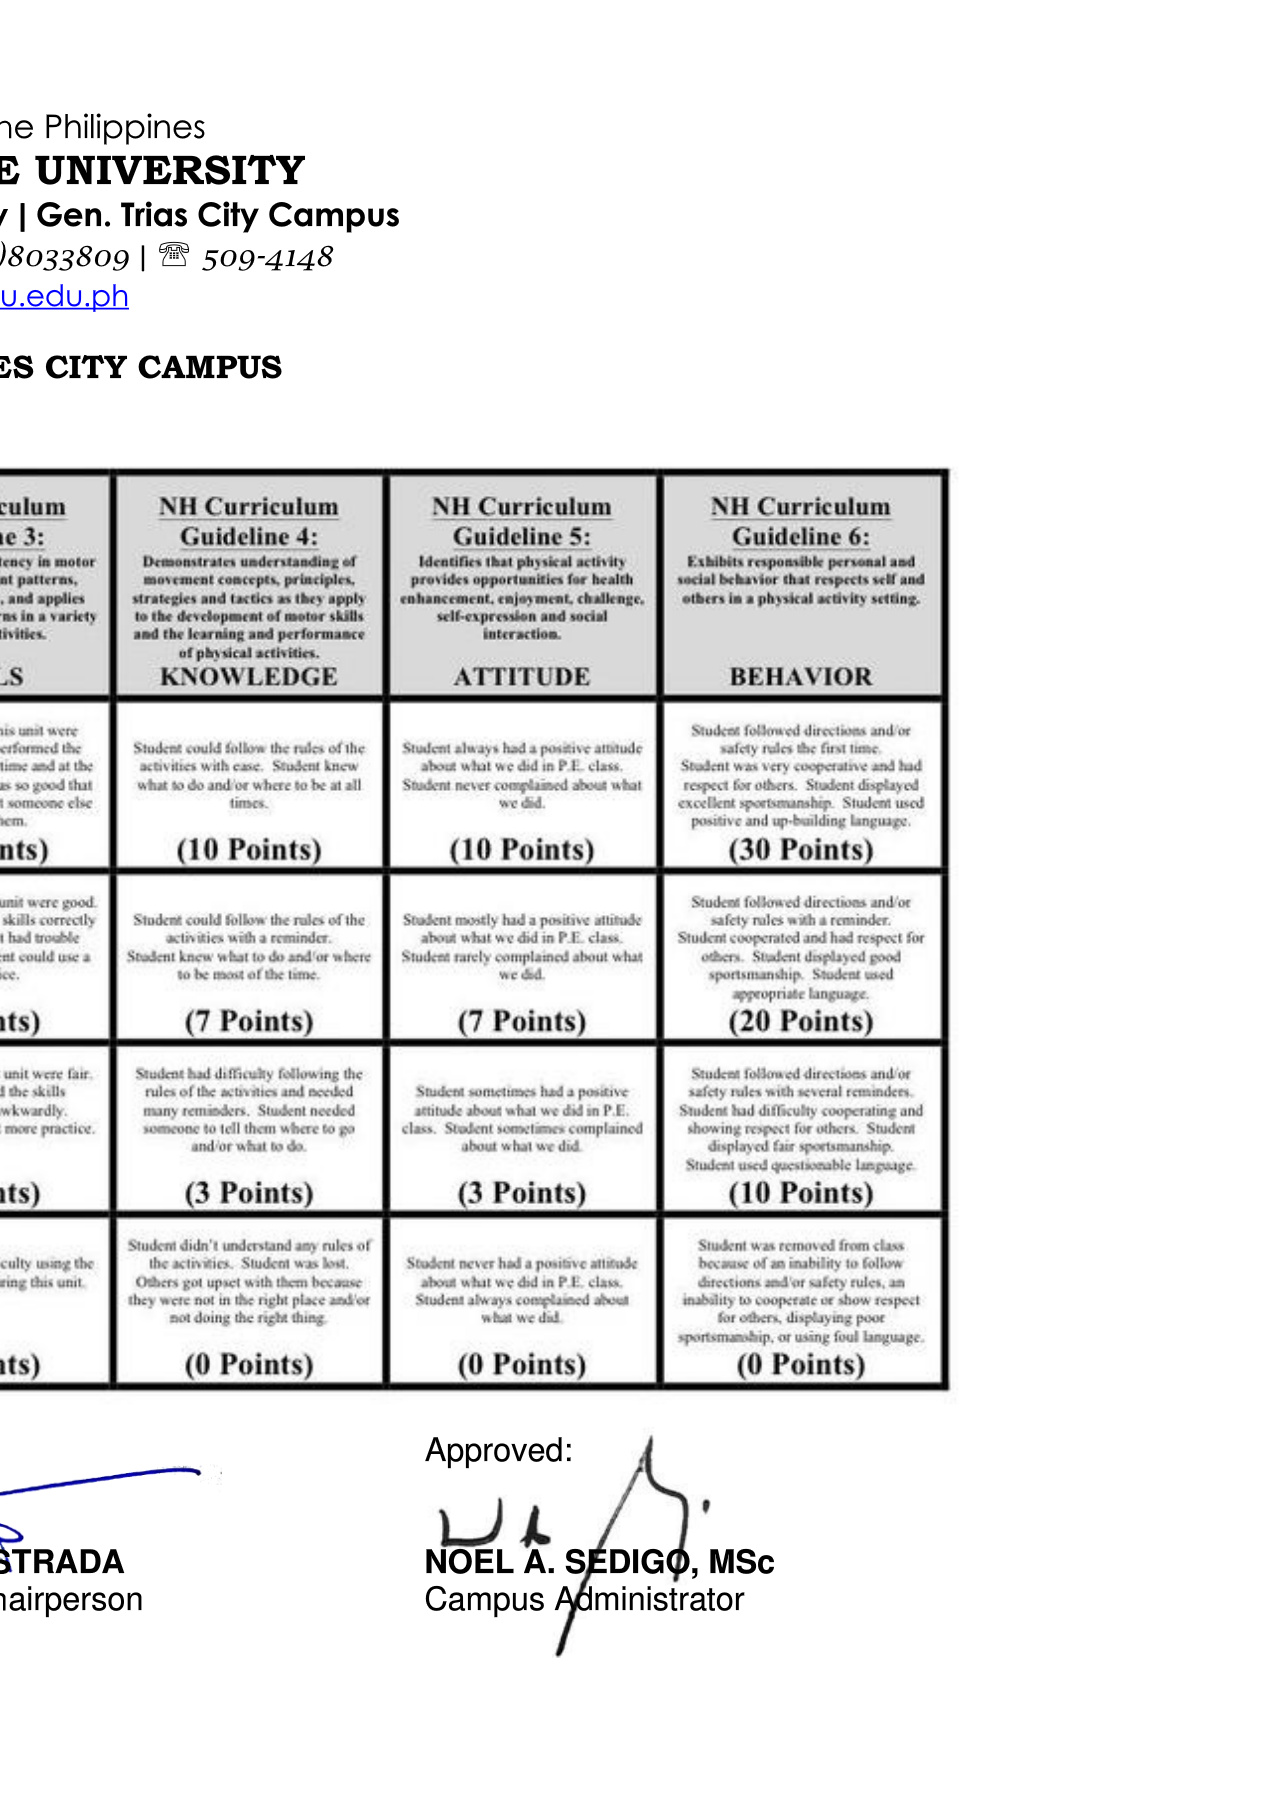 he Philippines
E UNIVERSITY
y | Gen. Trias City Campus
)8033809 | ☏ 509-4148
u.edu.ph
ES CITY CAMPUS
culum
ne 3:
tency in motor
nt patterns,
, and applies
rns in a variety
tivities.
LS
NH Curriculum
Guideline 4:
Demonstrates understanding of
movement concepts, principles,
strategies and tactics as they apply
to the development of motor skills
and the learning and performance
of physical activities.
KNOWLEDGE
NH Curriculum
Guideline 5:
Identifies that physical activity
provides opportunities for health
enhancement, enjoyment, challenge,
self-expression and social
interaction.
ATTITUDE
NH Curriculum
Guideline 6:
Exhibits responsible personal and
social behavior that respects self and
others in a physical activity setting.
BEHAVIOR
his unit were
erformed the
time and at the
as so good that
t someone else
hem.
nts)
Student could follow the rules of the
activities with ease. Student knew
what to do and/or where to be at all
times.
(10 Points)
Student always had a positive attitude
about what we did in P.E. class.
Student never complained about what
we did.
(10 Points)
Student followed directions and/or
safety rules the first time.
Student was very cooperative and had
respect for others. Student displayed
excellent sportsmanship. Student used
positive and up-building language.
(30 Points)
unit were good.
skills correctly
t had trouble
ent could use a
ice.
nts)
Student could follow the rules of the
activities with a reminder.
Student knew what to do and/or where
to be most of the time.
(7 Points)
Student mostly had a positive attitude
about what we did in P.E. class.
Student rarely complained about what
we did.
(7 Points)
Student followed directions and/or
safety rules with a reminder.
Student cooperated and had respect for
others. Student displayed good
sportsmanship. Student used
appropriate language.
(20 Points)
unit were fair.
d the skills
wkwardly.
more practice.
nts)
Student had difficulty following the
rules of the activities and needed
many reminders. Student needed
someone to tell them where to go
and/or what to do.
(3 Points)
Student sometimes had a positive
attitude about what we did in P.E.
class. Student sometimes complained
about what we did.
(3 Points)
Student followed directions and/or
safety rules with several reminders.
Student had difficulty cooperating and
showing respect for others. Student
displayed fair sportsmanship.
Student used questionable language.
(10 Points)
culty using the
ring this unit.
nts)
Student didn't understand any rules of
the activities. Student was lost.
Others got upset with them because
they were not in the right place and/or
not doing the right thing.
(0 Points)
Student never had a positive attitude
about what we did in P.E. class.
Student always complained about
what we did.
(0 Points)
Student was removed from class
because of an inability to follow
directions and/or safety rules, an
inability to cooperate or show respect
for others, displaying poor
sportsmanship, or using foul language.
(0 Points)
STRADA
hairperson
Approved:
NOEL A. SEDIGO, MSc
Campus Administrator